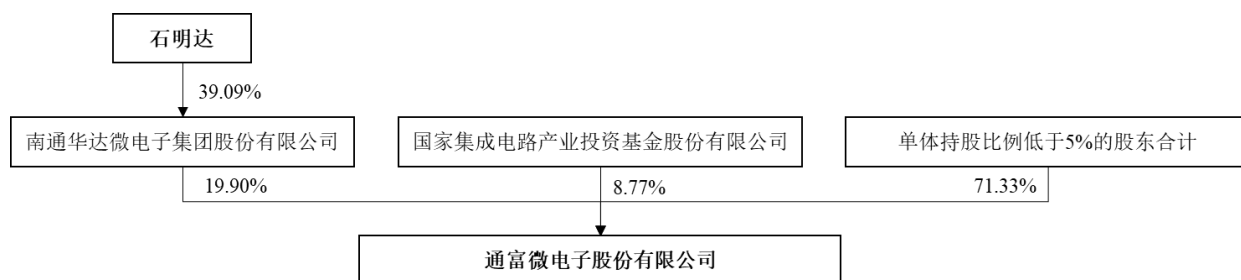 石明达
39.09%
南通华达微电子集团股份有限公司
国家集成电路产业投资基金股份有限公司
单体持股比例低于5%的股东合计
19.90%
8.77%
71.33%
通富微电子股份有限公司